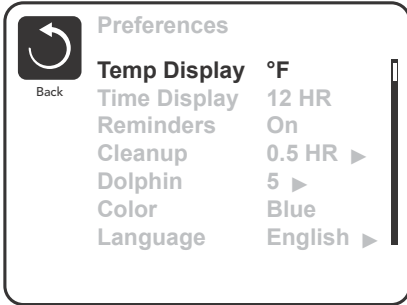 Preferences
Back
Temp Display °F
Time Display 12 HR
Reminders On
Cleanup 0.5 HR ▶
Dolphin 5 ▶
Color Blue
Language English ▶